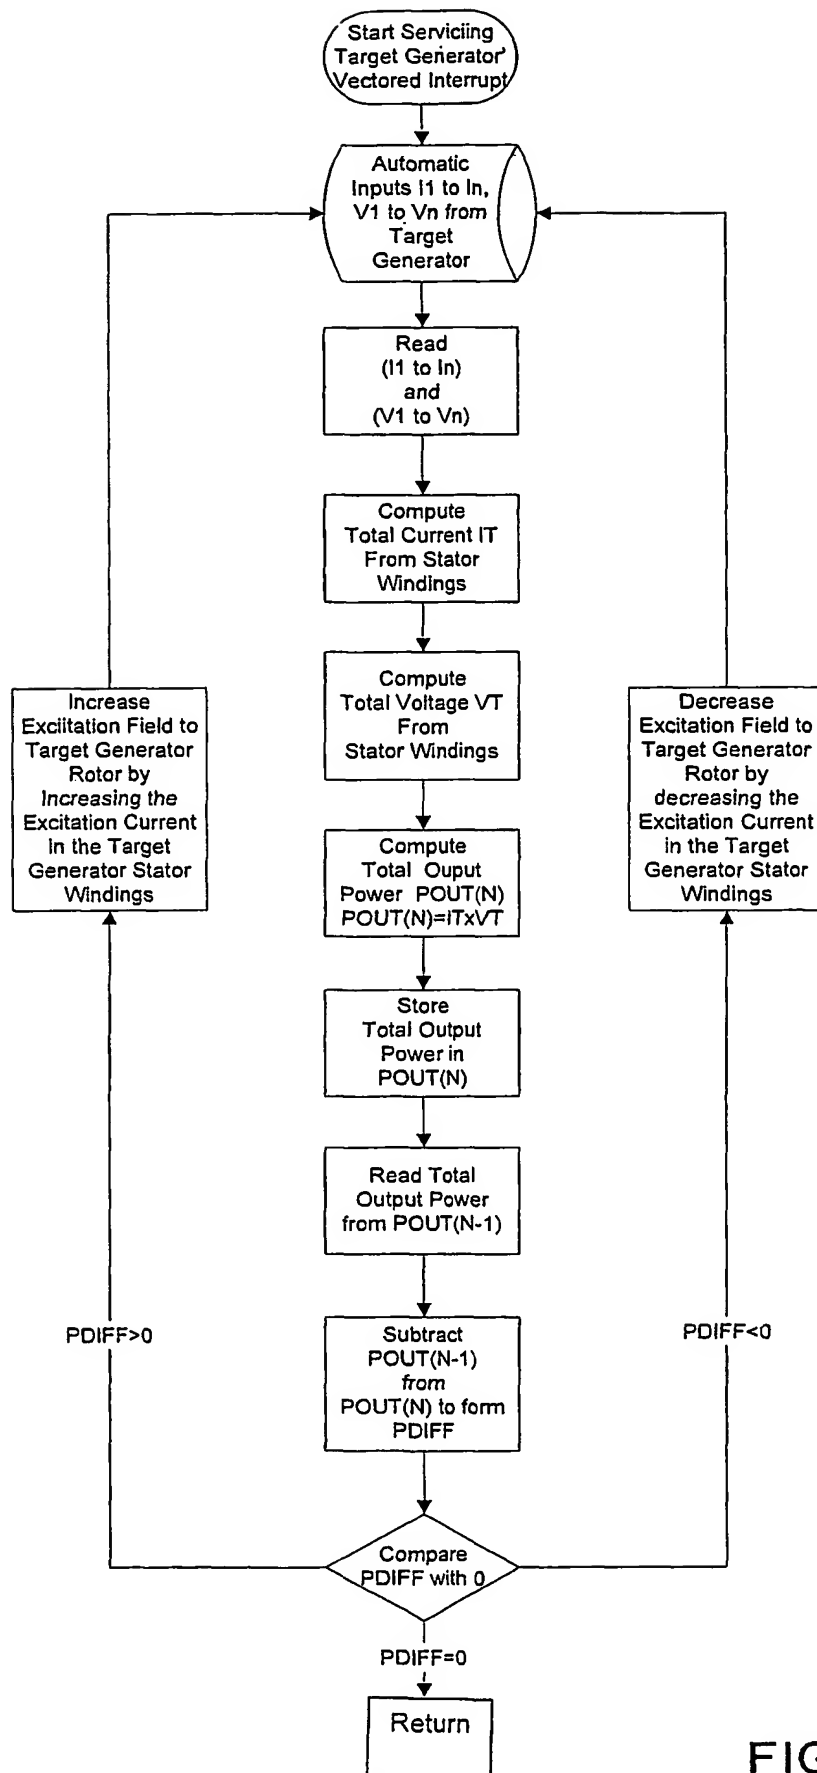 Start Serviciing
Target Generator'
Vectored Interrupt
Automatic
Inputs I1 to In,
V1 to Vn from
Target
Generator
Read
(I1 to In)
and
(V1 to Vn)
Compute
Total Current IT
From Stator
Windings
Compute
Total Voltage VT
From
Stator Windings
Increase
Exciitation Field to
Target Generator
Rotor by
Increasing the
Excitation Current
in the Target
Generator Stator
Windings
Decrease
Excitation Field to
Target Generator
Rotor by
decreasing the
Excitation Current
in the Target
Generator Stator
Windings
Compute
Total Ouput
Power POUT(N)
POUT(N)=ITxVT
Store
Total Output
Power in
POUT(N)
Read Total
Output Power
from POUT(N-1)
Subtract
POUT(N-1)
from
POUT(N) to form
PDIFF
PDIFF>0
PDIFF<0
Compare
PDIFF with 0
PDIFF=0
Return
FIG